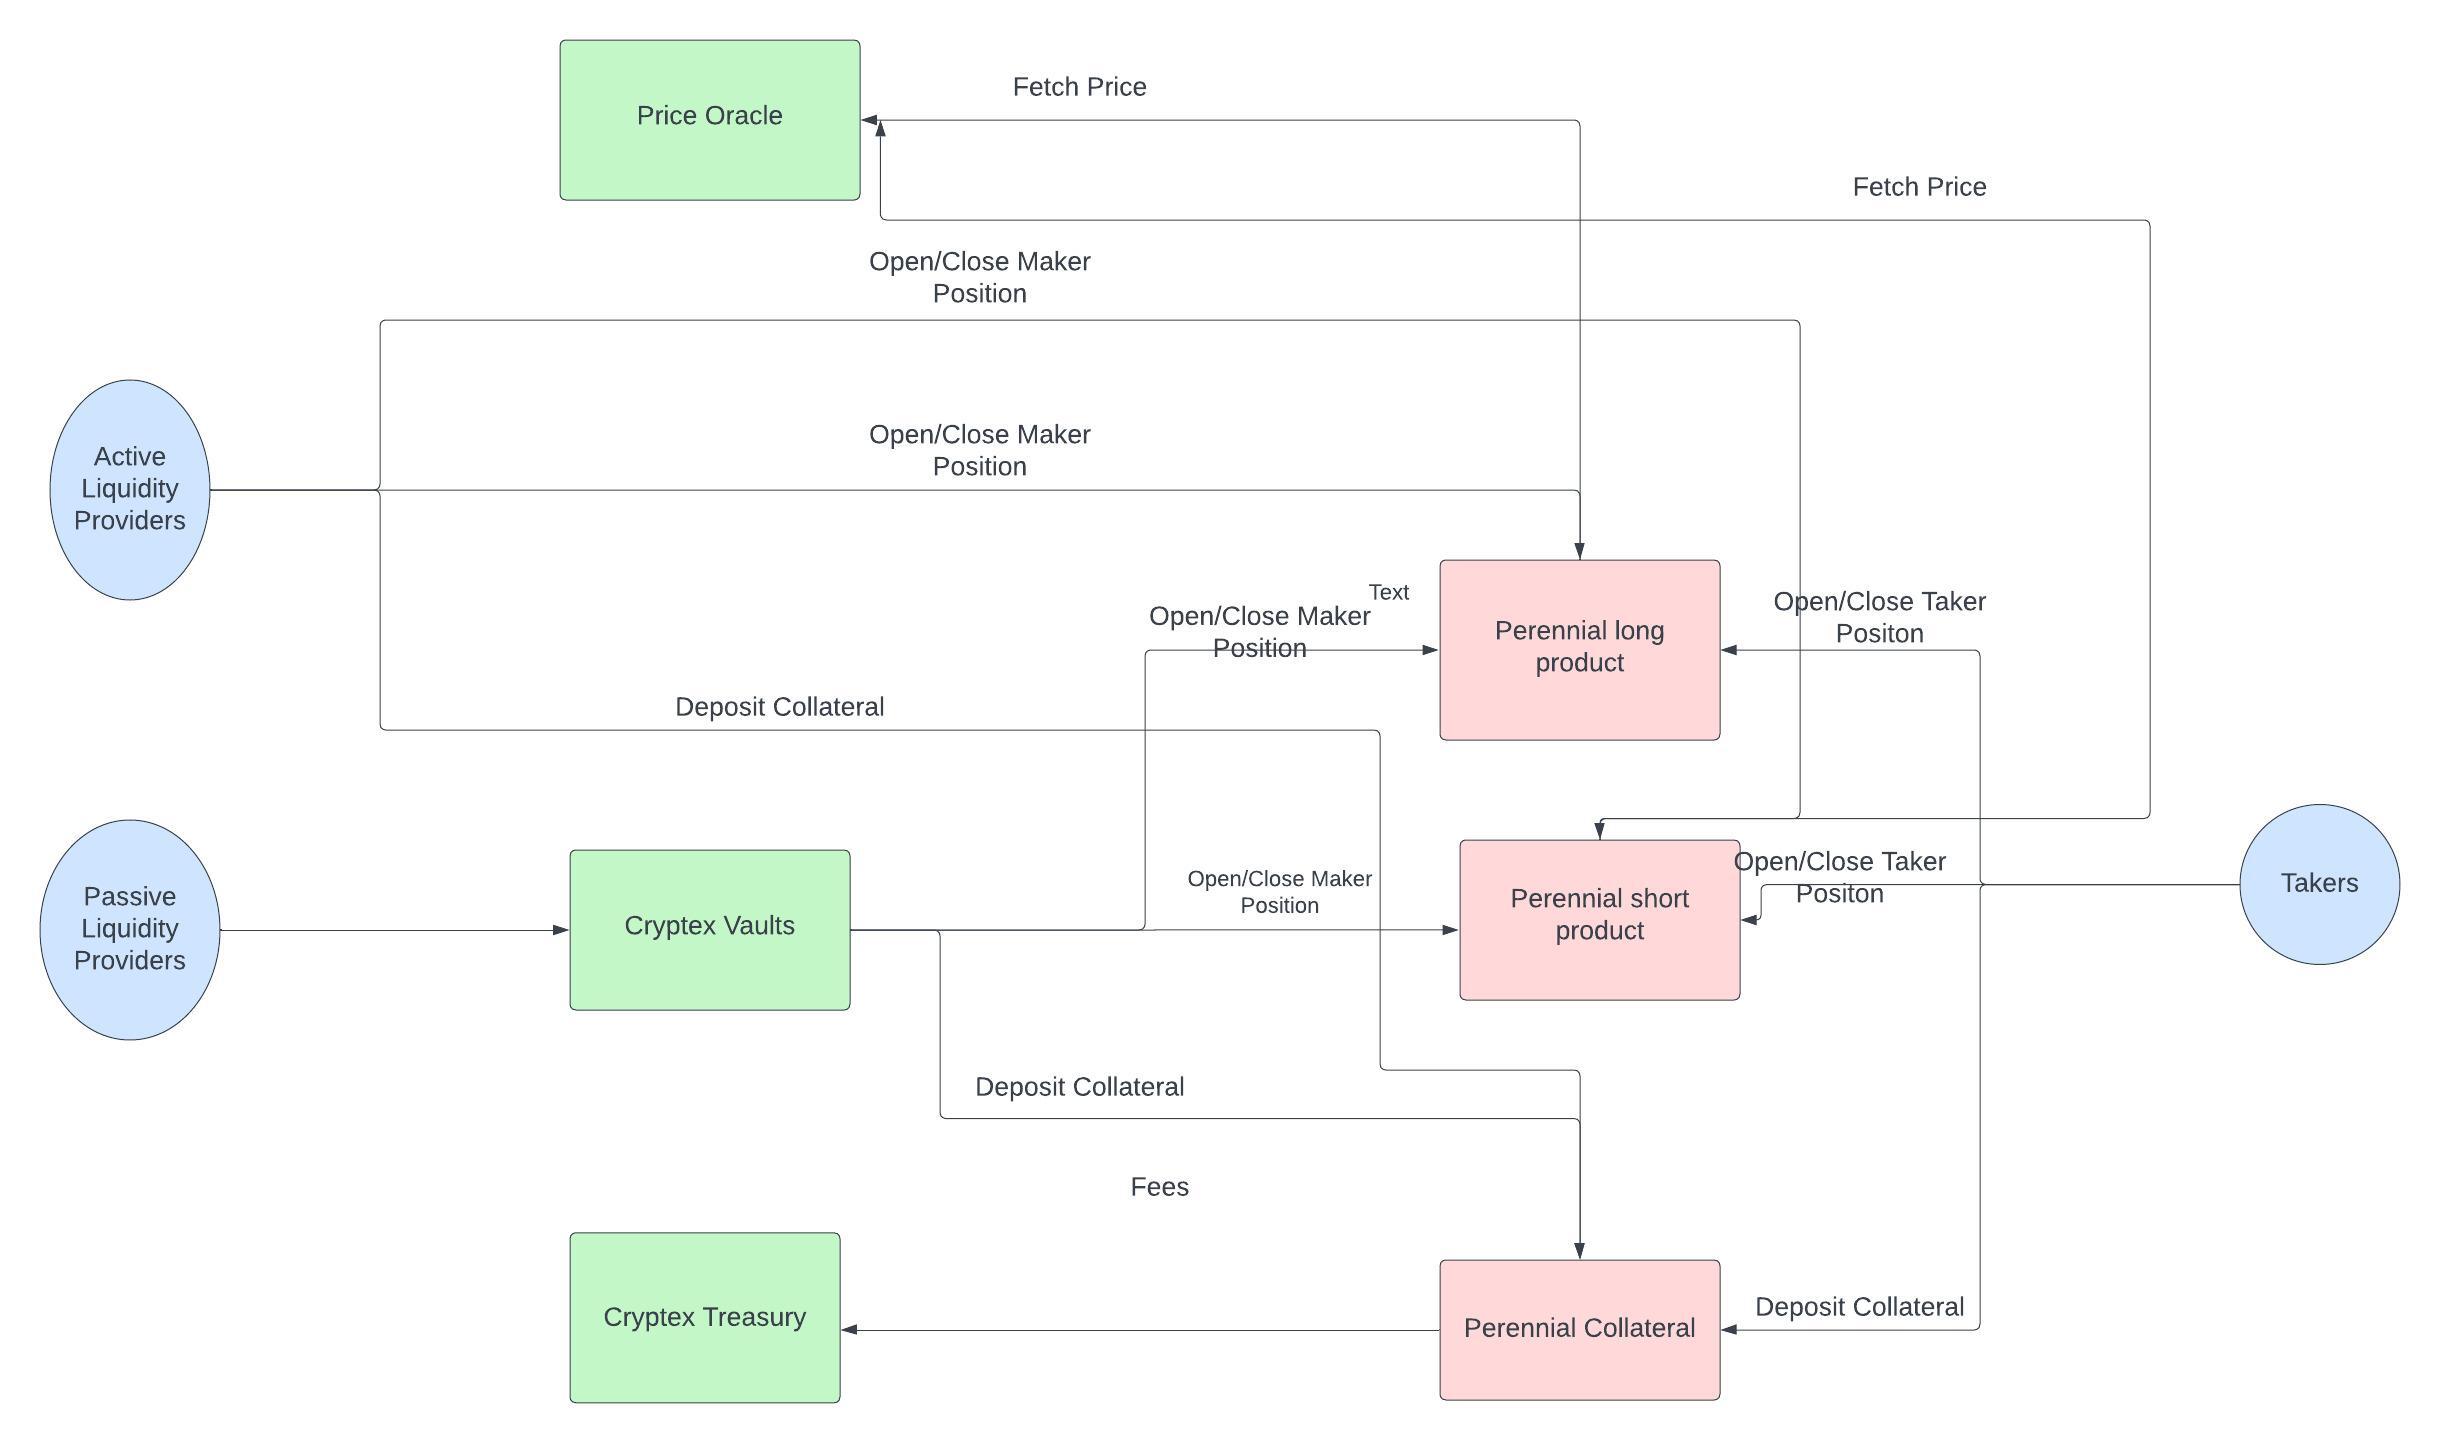 Fetch Price
Price Oracle
Fetch Price
Open/Close Maker
Position
Open/Close Maker
Position
Active
Liquidity
Providers
Text
Open/Close Maker
Position
Perennial long
product
Open/Close Taker
Positon
Deposit Collateral
Passive
Liquidity
Providers
Cryptex Vaults
Open/Close Maker
Position
Perennial short
product
Open/Close Taker
Positon
Takers
Deposit Collateral
Fees
Cryptex Treasury
Perennial Collateral
Deposit Collateral